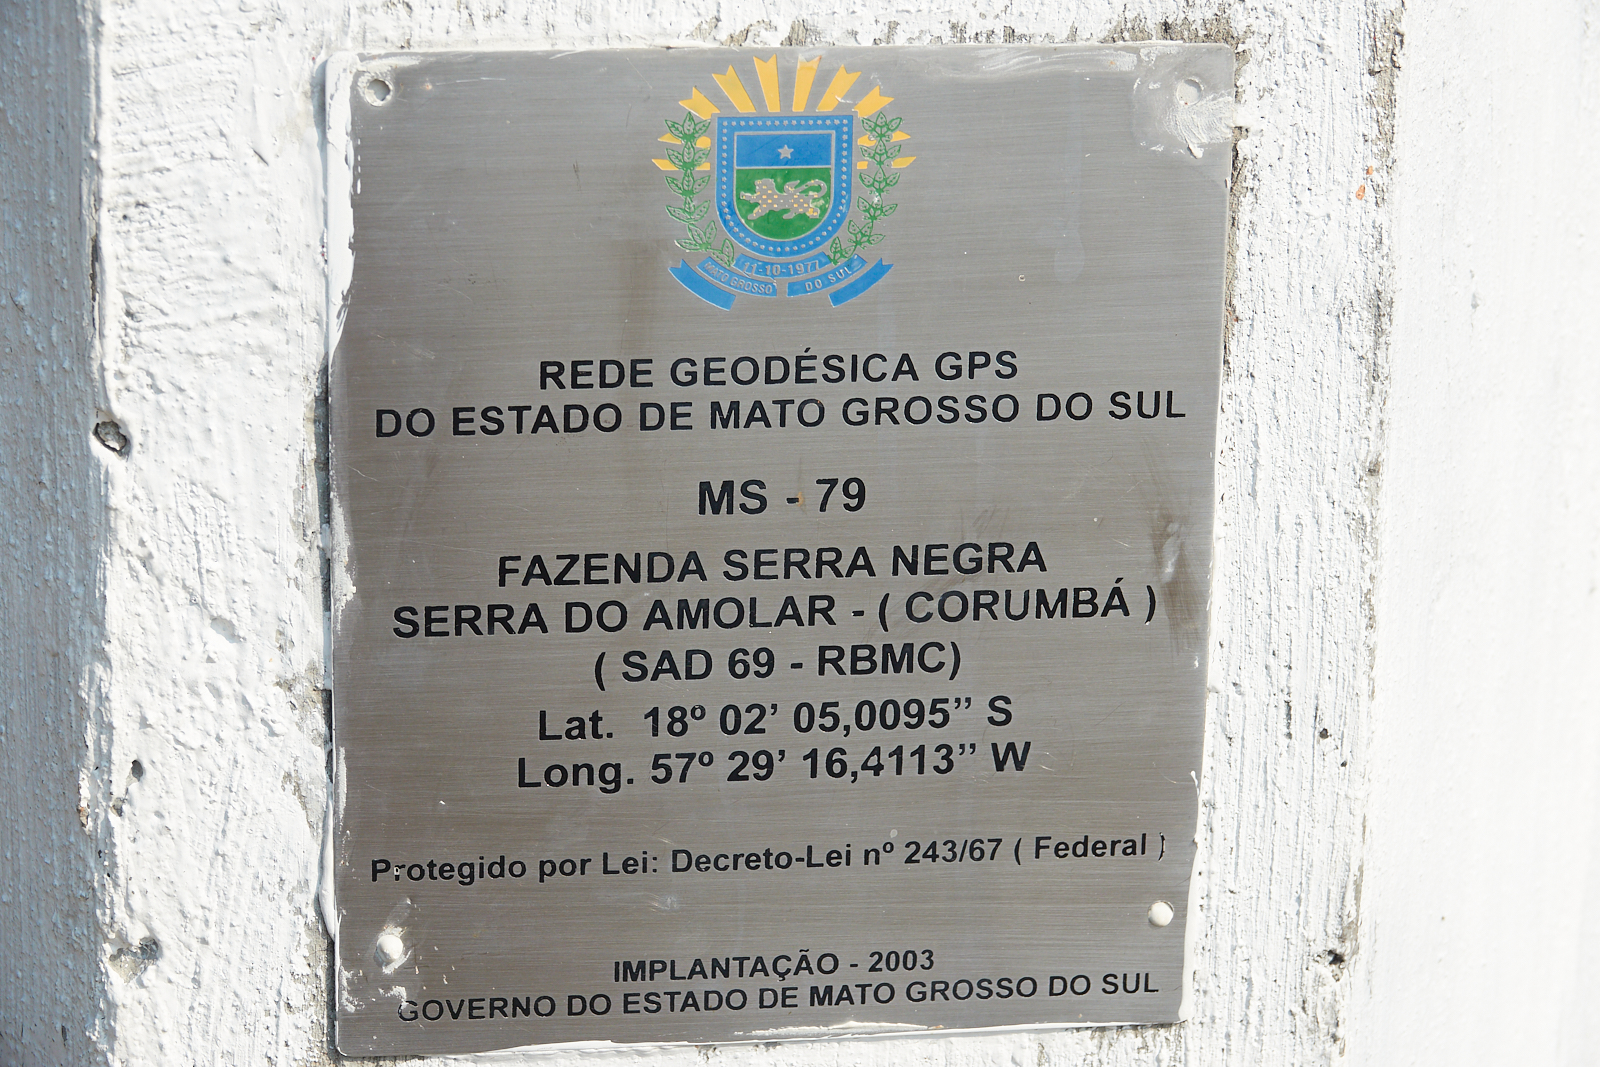 11-10-1977
MATO GROSSO DO SUL
REDE GEODÉSICA GPS
DO ESTADO DE MATO GROSSO DO SUL
MS - 79
FAZENDA SERRA NEGRA
SERRA DO AMOLAR - ( CORUMBÁ )
( SAD 69 - RBMC)
Lat. 18º 02’ 05,0095” S
Long. 57º 29’ 16,4113” W
Protegido por Lei: Decreto-Lei nº 243/67 ( Federal )
IMPLANTAÇÃO - 2003
GOVERNO DO ESTADO DE MATO GROSSO DO SUL